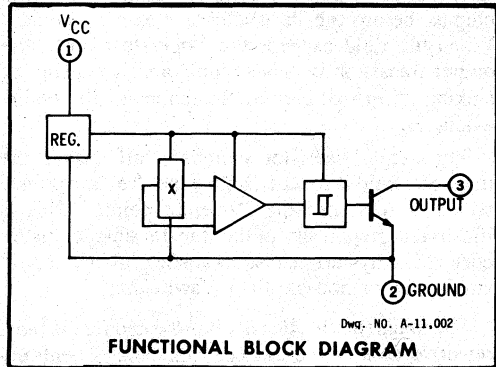 VCC
1
REG.
X
3
OUTPUT
2 GROUND
Dwg. NO. A-11,002
FUNCTIONAL BLOCK DIAGRAM